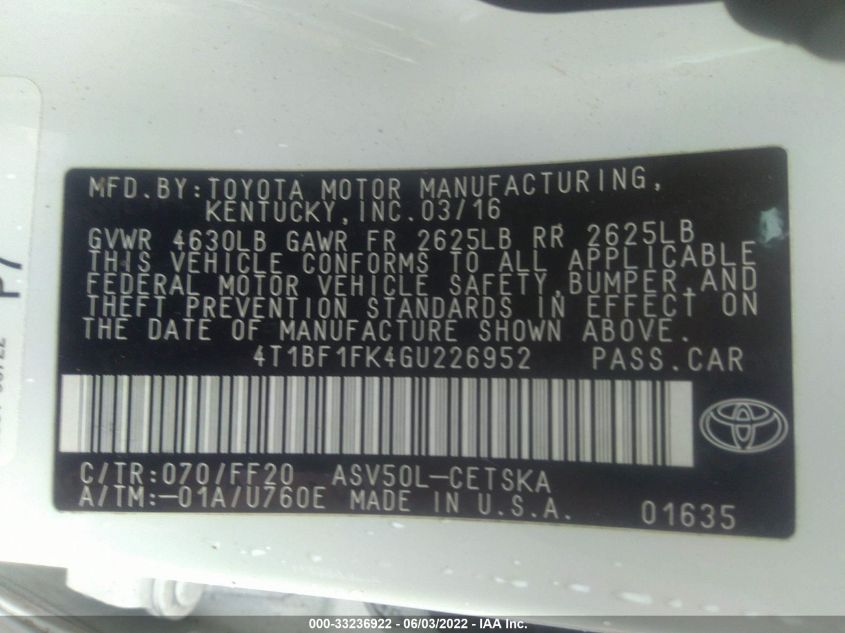 MFD.BY:TOYOTA MOTOR MANUFACTURING,
KENTUCKY,INC.03/16
GVWR 4630LB GAWR FR 2625LB RR 2625LB
THIS VEHICLE CONFORMS TO ALL APPLICABLE
FEDERAL MOTOR VEHICLE SAFETY,BUMPER,AND
THEFT PREVENTION STANDARDS IN EFFECT ON
THE DATE OF MANUFACTURE SHOWN ABOVE.
4T1BF1FK4GU226952 PASS.CAR
C/TR:070/FF20 ASV50L-CETSKA
A/TM:-01A/U760E MADE IN U.S.A. 01635
P7
000-33236922 - 06/03/2022 - IAA Inc.